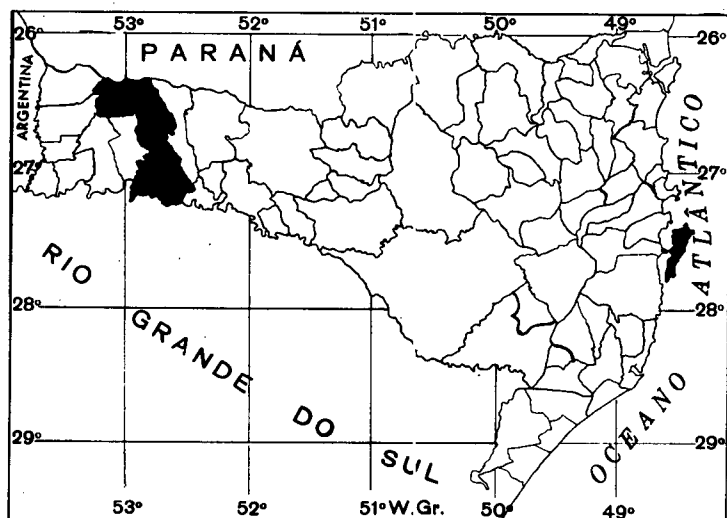 53° 52° 51° 50° 49°
26° 26°
PARANÁ
ARGENTINA
27° 27°
ATLÂNTICO
28° 28°
RIO GRANDE DO SUL
OCEANO
29° 29°
53° 52° 51° W.Gr. 50° 49°